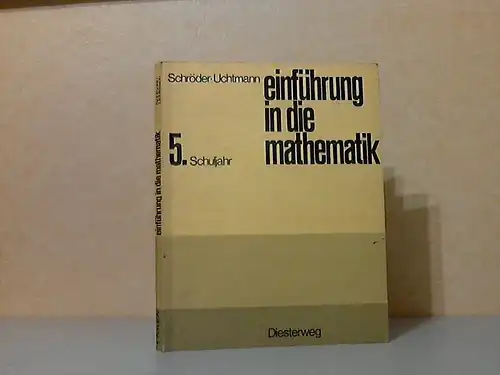 Schröder·Uchtmann
einführung
in die
mathematik
5. Schuljahr
Diesterweg
einführung in die mathematik